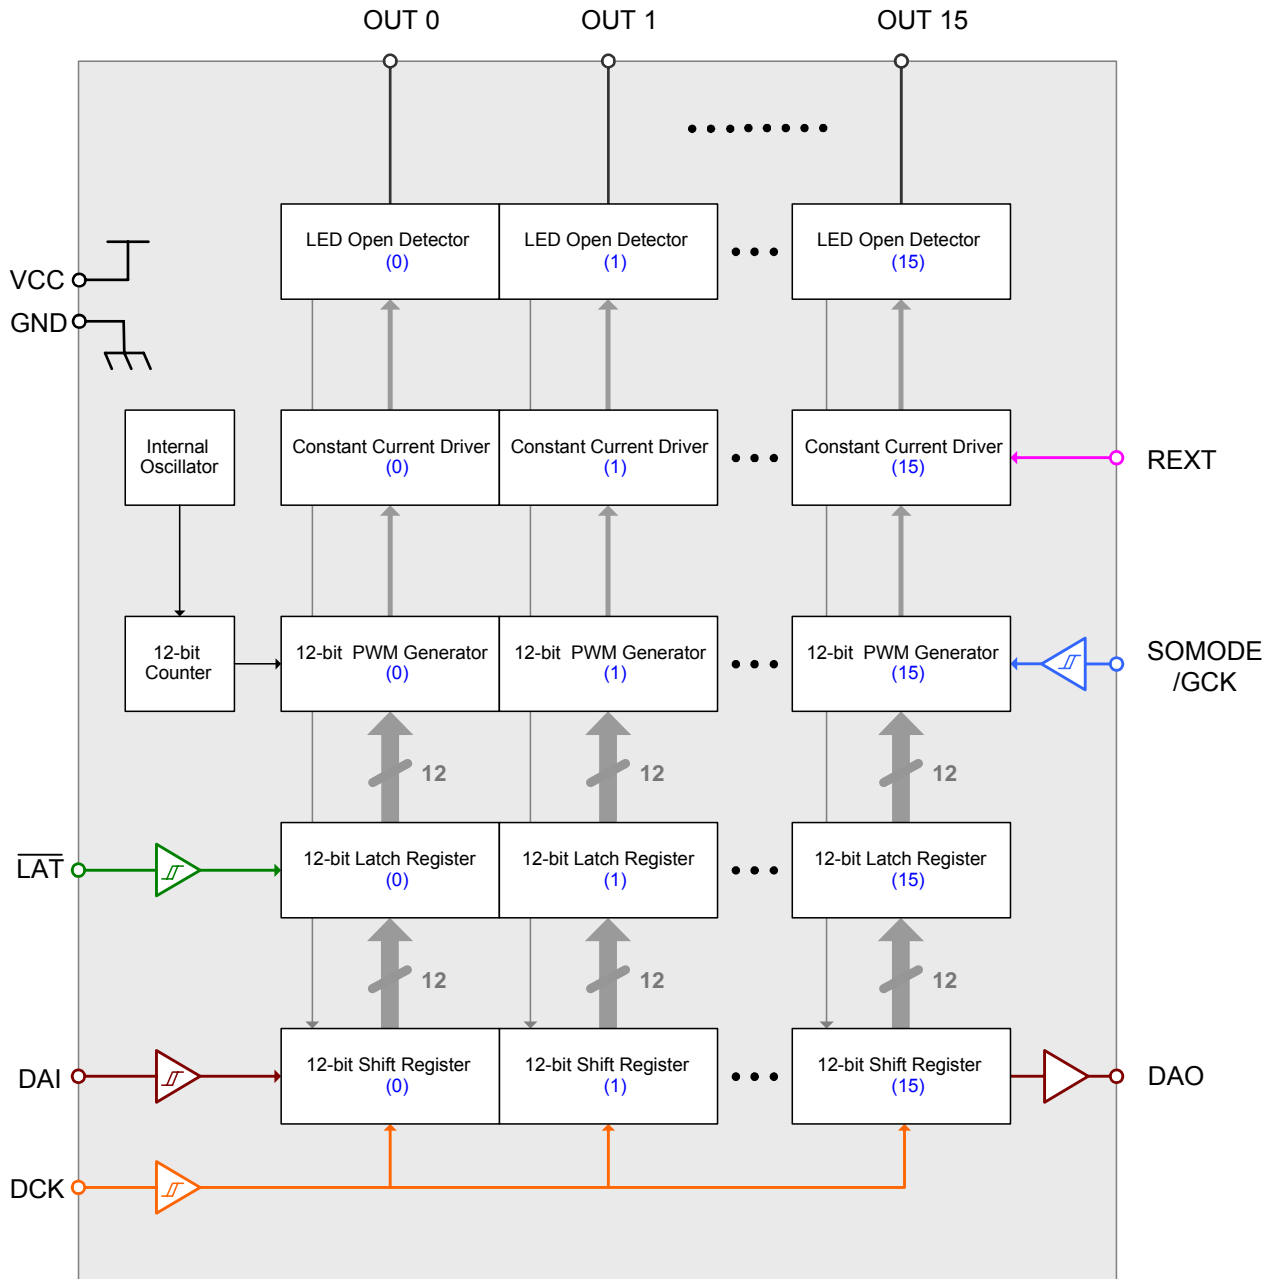 OUT 0 OUT 1 OUT 15
LED Open Detector LED Open Detector LED Open Detector
(0) (1) (15)
VCC
GND
Internal Constant Current Driver Constant Current Driver Constant Current Driver
Oscillator (0) (1) (15) REXT
12-bit 12-bit PWM Generator 12-bit PWM Generator 12-bit PWM Generator SOMODE
Counter (0) (1) (15) /GCK
12 12 12
LAT 12-bit Latch Register 12-bit Latch Register 12-bit Latch Register
(0) (1) (15)
12 12 12
DAI 12-bit Shift Register 12-bit Shift Register 12-bit Shift Register DAO
(0) (1) (15)
DCK